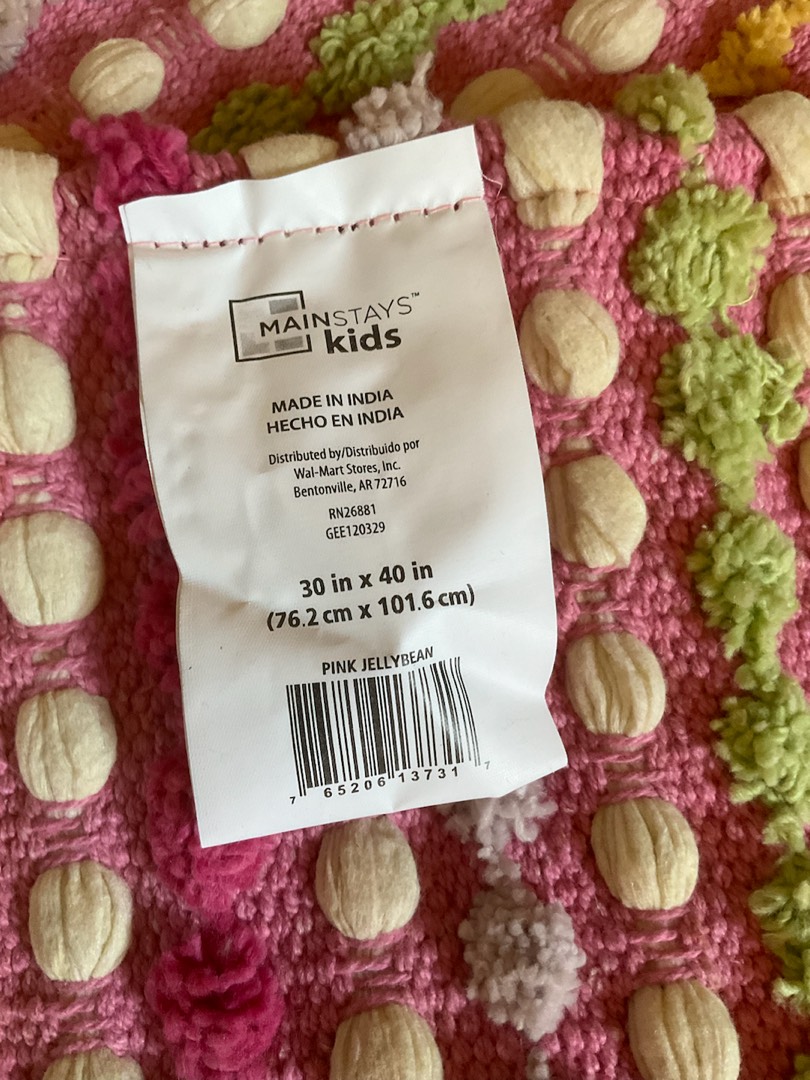 MAINSTAYS™
kids
MADE IN INDIA
HECHO EN INDIA
Distributed by/Distribuido por
Wal-Mart Stores, Inc.
Bentonville, AR 72716
RN26881
GEE120329
30 in x 40 in
(76.2 cm x 101.6 cm)
PINK JELLYBEAN
7 65206 13731 7